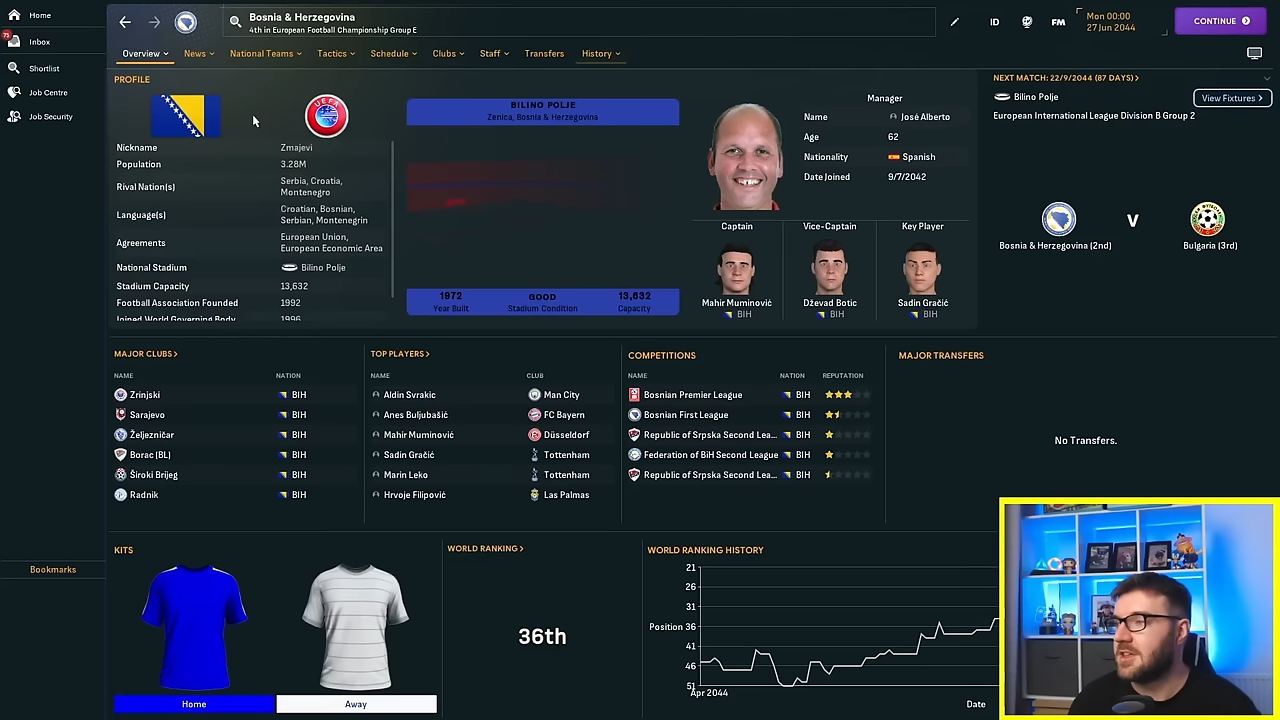 Home
75
Inbox
Shortlist
Job Centre
Job Security
Bookmarks
Bosnia & Herzegovina
4th in European Football Championship Group E
ID
FM
Mon 00:00
27 Jun 2044
CONTINUE
Overview
News
National Teams
Tactics
Schedule
Clubs
Staff
Transfers
History
PROFILE
UEFA
Nickname
Zmajevi
Population
3.28M
Rival Nation(s)
Serbia, Croatia,
Montenegro
Language(s)
Croatian, Bosnian,
Serbian, Montenegrin
Agreements
European Union,
European Economic Area
National Stadium
Bilino Polje
Stadium Capacity
13,632
Football Association Founded
1992
Joined World Governing Body
1996
BILINO POLJE
Zenica, Bosnia & Herzegovina
1972
Year Built
GOOD
Stadium Condition
13,632
Capacity
Manager
Name
José Alberto
Age
62
Nationality
Spanish
Date Joined
9/7/2042
Captain
Mahir Muminović
BIH
Vice-Captain
Dževad Botic
BIH
Key Player
Sadin Gračić
BIH
NEXT MATCH: 22/9/2044 (87 DAYS)
Bilino Polje
View Fixtures
European International League Division B Group 2
Bosnia & Herzegovina (2nd)
V
Bulgaria (3rd)
MAJOR CLUBS
NAME
NATION
Zrinjski
BIH
Sarajevo
BIH
Željezničar
BIH
Borac (BL)
BIH
Široki Brijeg
BIH
Radnik
BIH
TOP PLAYERS
NAME
CLUB
Aldin Svrakic
Man City
Anes Buljubašić
FC Bayern
Mahir Muminović
Düsseldorf
Sadin Gračić
Tottenham
Marin Leko
Tottenham
Hrvoje Filipović
Las Palmas
COMPETITIONS
NAME
NATION
REPUTATION
Bosnian Premier League
BIH
Bosnian First League
BIH
Republic of Srpska Second Lea...
BIH
Federation of BiH Second League
BIH
Republic of Srpska Second Lea...
BIH
MAJOR TRANSFERS
No Transfers.
KITS
Home
Away
WORLD RANKING
36th
WORLD RANKING HISTORY
Position
21
26
31
36
41
46
51
Apr 2044
Date